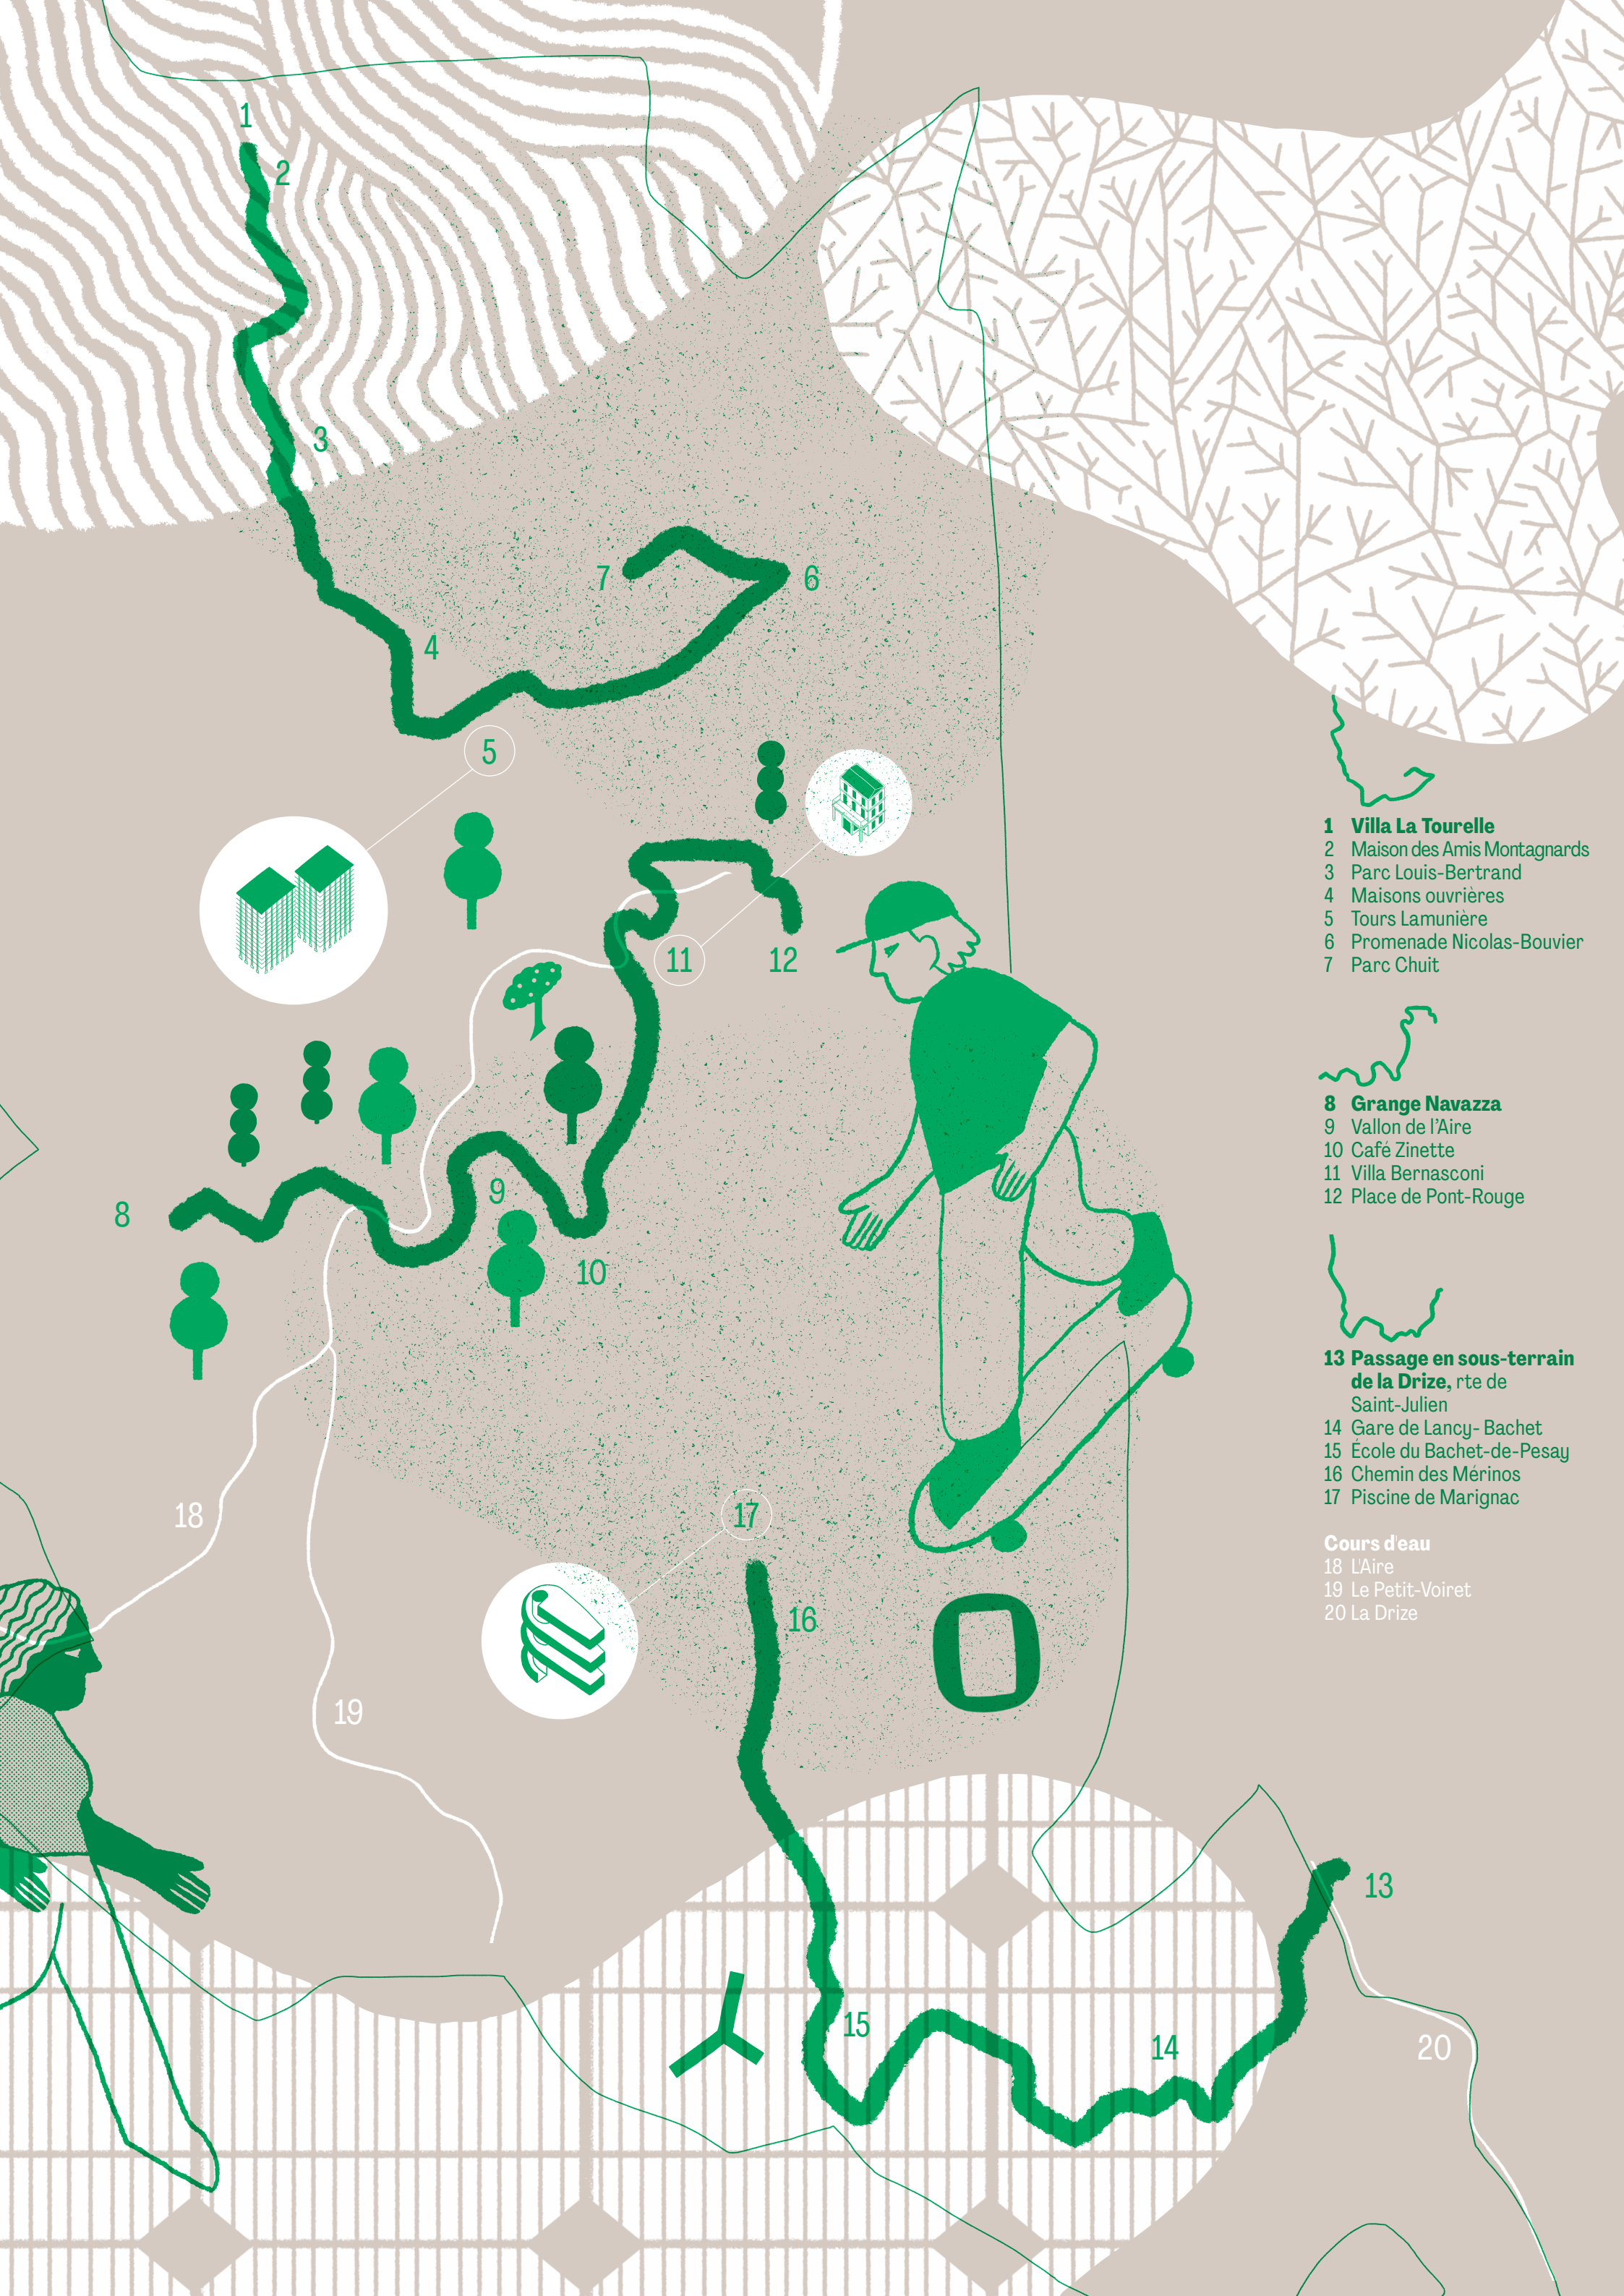 1
2
3
4
5
6
7
8
9
10
11
12
13
14
15
16
17
18
19
20
1 Villa La Tourelle
2 Maison des Amis Montagnards
3 Parc Louis-Bertrand
4 Maisons ouvrières
5 Tours Lamunière
6 Promenade Nicolas-Bouvier
7 Parc Chuit
8 Grange Navazza
9 Vallon de l’Aire
10 Café Zinette
11 Villa Bernasconi
12 Place de Pont-Rouge
13 Passage en sous-terrain
de la Drize, rte de
Saint-Julien
14 Gare de Lancy- Bachet
15 École du Bachet-de-Pesay
16 Chemin des Mérinos
17 Piscine de Marignac
Cours d'eau
18 L'Aire
19 Le Petit-Voiret
20 La Drize